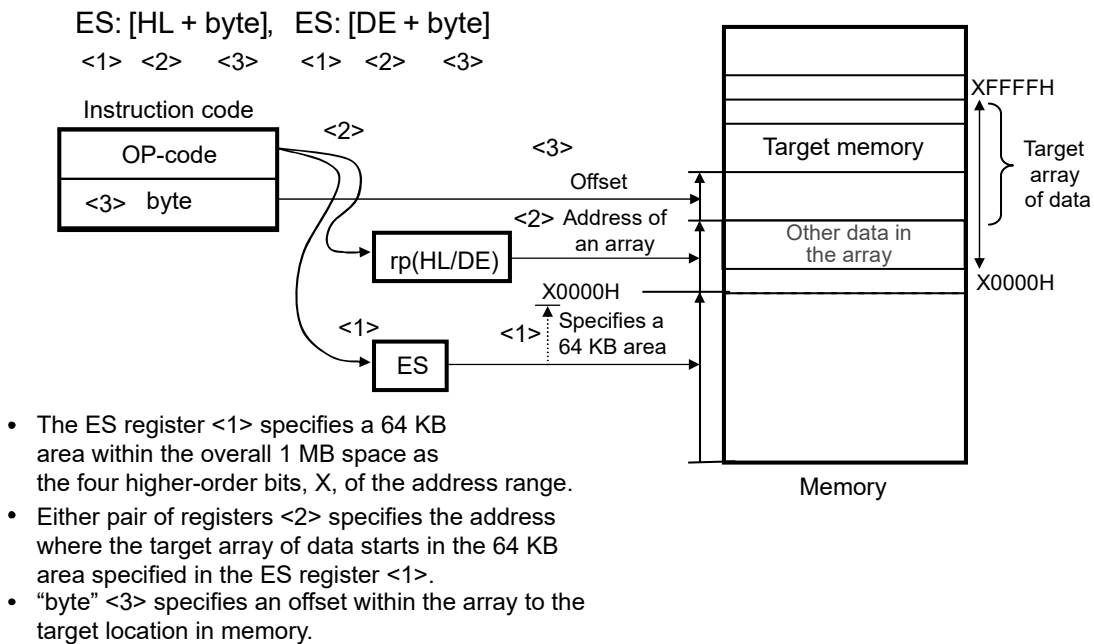 ES: [HL + byte],  ES: [DE + byte]
<1> <2> <3> <1> <2> <3>
Instruction code
OP-code
<3> byte
<2>
<3>
Offset
<2> Address of
an array
rp(HL/DE)
X0000H
<1> Specifies a
64 KB area
<1>
ES
XFFFFH
Target memory
Target
array
of data
Other data in
the array
X0000H
Memory
• The ES register <1> specifies a 64 KB
area within the overall 1 MB space as
the four higher-order bits, X, of the address range.
• Either pair of registers <2> specifies the address
where the target array of data starts in the 64 KB
area specified in the ES register <1>.
• “byte” <3> specifies an offset within the array to the
target location in memory.